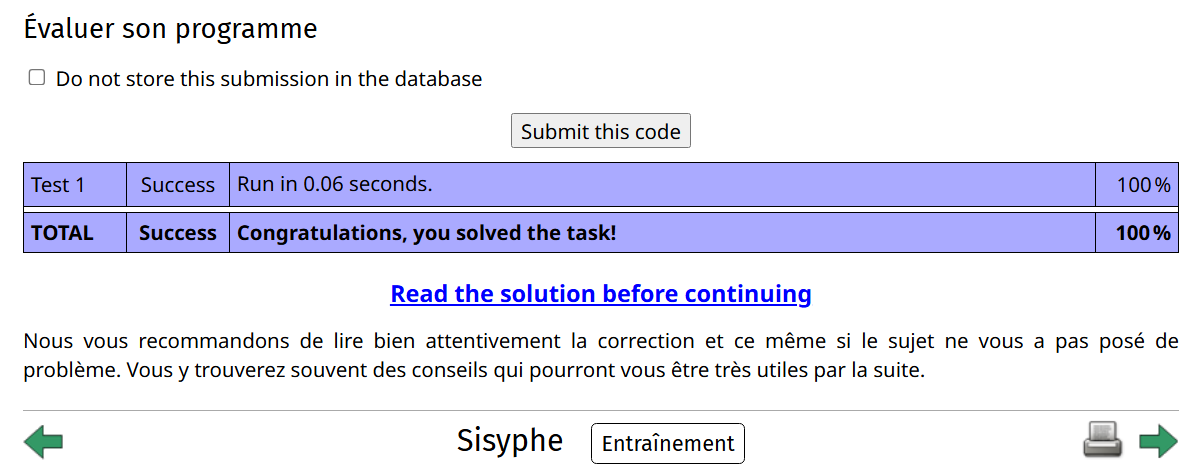 Évaluer son programme
Do not store this submission in the database
Submit this code
Test 1 Success Run in 0.06 seconds. 100 %
TOTAL Success Congratulations, you solved the task! 100 %
Read the solution before continuing
Nous vous recommandons de lire bien attentivement la correction et ce même si le sujet ne vous a pas posé de
problème. Vous y trouverez souvent des conseils qui pourront vous être très utiles par la suite.
Sisyphe Entraînement